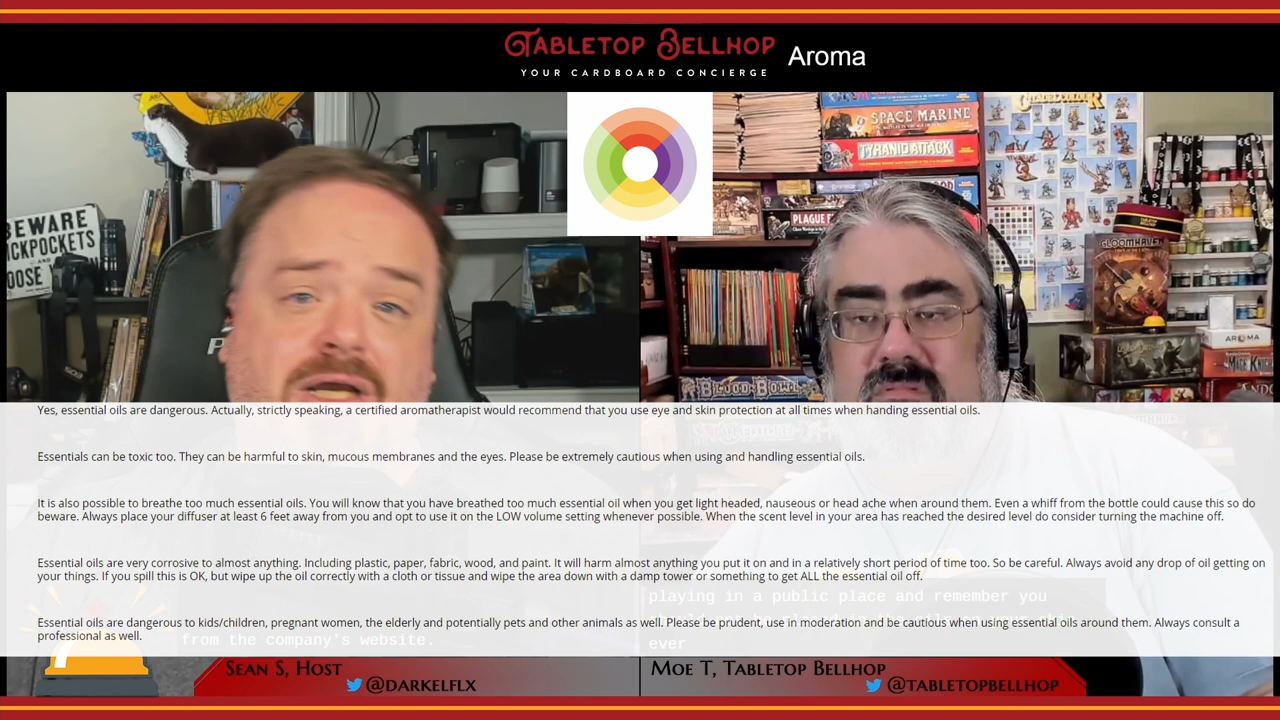 TABLETOP BELLHOP
Aroma
YOUR CARDBOARD CONCIERGE
SPACE MARINE
TYRANID ATTACK
BEWARE
PLAGUE
OOSE
GLOOMHAVEN
AROMA
BLOOD BOWL
Yes, essential oils are dangerous. Actually, strictly speaking, a certified aromatherapist would recommend that you use eye and skin protection at all times when handing essential oils.
Essentials can be toxic too. They can be harmful to skin, mucous membranes and the eyes. Please be extremely cautious when using and handling essential oils.
It is also possible to breathe too much essential oils. You will know that you have breathed too much essential oil when you get light headed, nauseous or head ache when around them. Even a whiff from the bottle could cause this so do
beware. Always place your diffuser at least 6 feet away from you and opt to use it on the LOW volume setting whenever possible. When the scent level in your area has reached the desired level do consider turning the machine off.
Essential oils are very corrosive to almost anything. Including plastic, paper, fabric, wood, and paint. It will harm almost anything you put it on and in a relatively short period of time too. So be careful. Always avoid any drop of oil getting on
your things. If you spill this is OK, but wipe up the oil correctly with a cloth or tissue and wipe the area down with a damp tower or something to get ALL the essential oil off.
playing in a public place and remember you
Essential oils are dangerous to kids/children, pregnant women, the elderly and potentially pets and other animals as well. Please be prudent, use in moderation and be cautious when using essential oils around them. Always consult a
professional as well.
from the company's website.
ever
SEAN S, HOST
@DARKELFLX
MOE T, TABLETOP BELLHOP
@TABLETOPBELLHOP